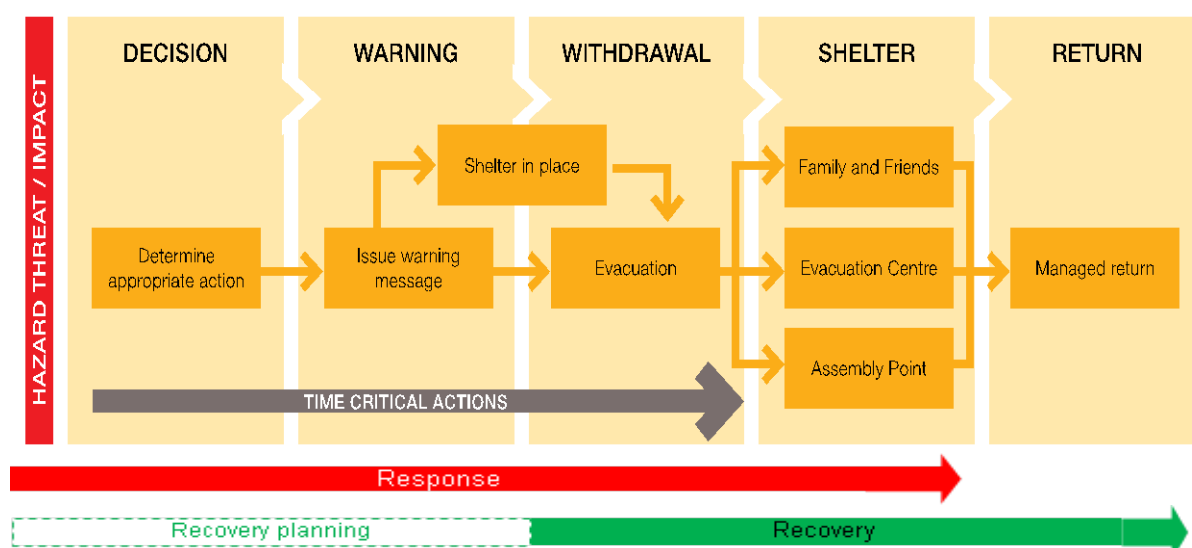 HAZARD THREAT / IMPACT
DECISION
WARNING
WITHDRAWAL
SHELTER
RETURN
Shelter in place
Family and Friends
Determine
appropriate action
Issue warning
message
Evacuation
Evacuation Centre
Managed return
Assembly Point
TIME CRITICAL ACTIONS
Response
Recovery planning
Recovery